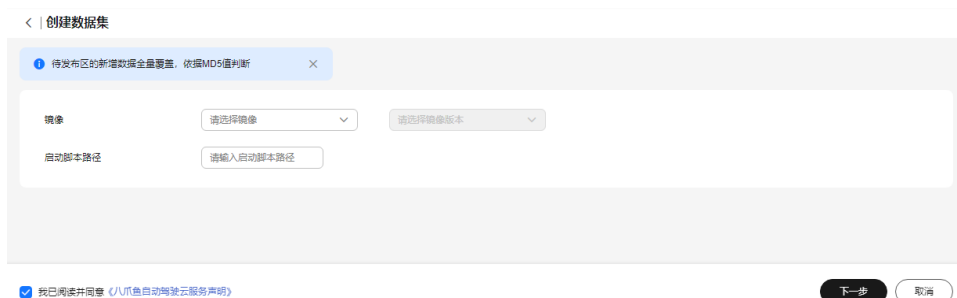 < | 创建数据集
待发布区的新增数据全量覆盖，依据MD5值判断
镜像 请选择镜像 请选择镜像版本
启动脚本路径 请输入启动脚本路径
我已阅读并同意《八爪鱼自动驾驶云服务声明》 下一步 取消